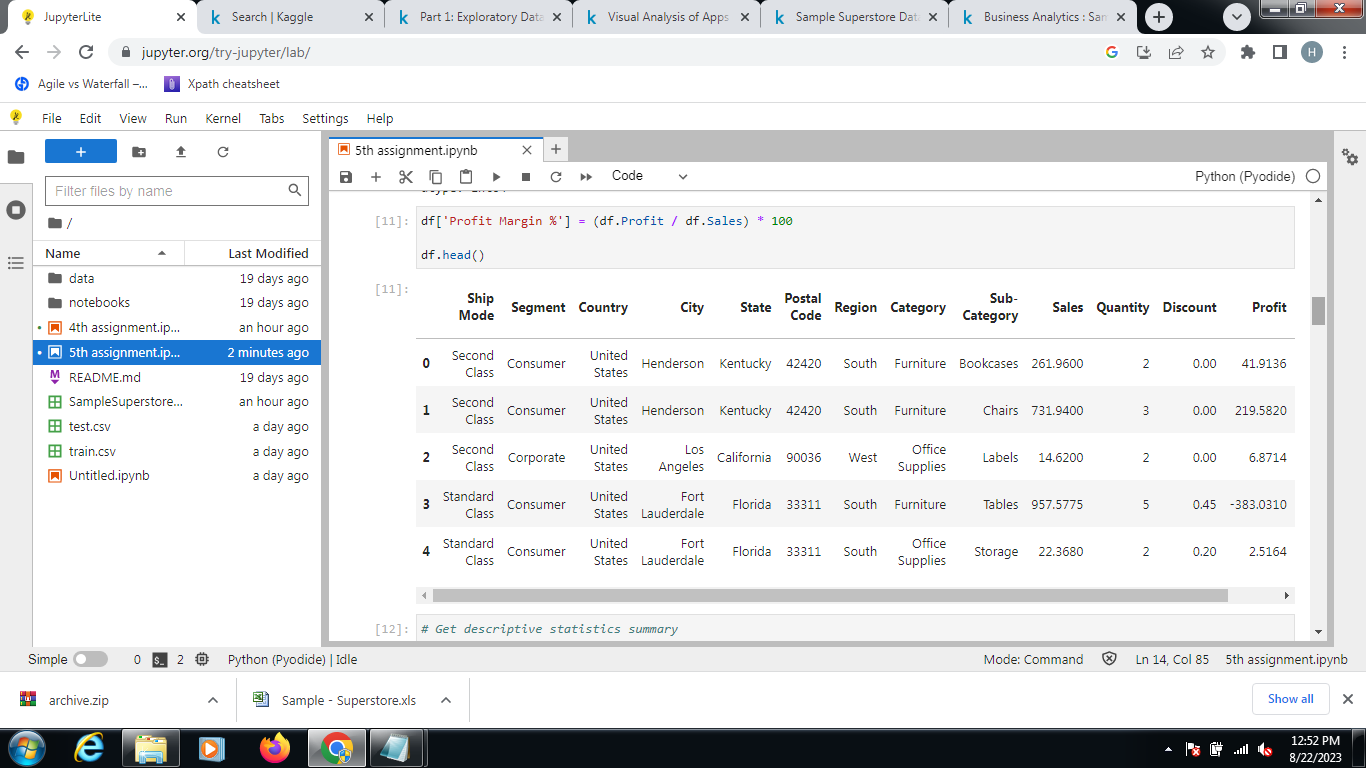 JupyterLite
Search | Kaggle
Part 1: Exploratory Data
Visual Analysis of Apps
Sample Superstore Data
Business Analytics : Sam
jupyter.org/try-jupyter/lab/
H
Agile vs Waterfall –...
Xpath cheatsheet
File Edit View Run Kernel Tabs Settings Help
5th assignment.ipynb
Code
Python (Pyodide)
Filter files by name
/
Name Last Modified
data 19 days ago
notebooks 19 days ago
4th assignment.ip... an hour ago
5th assignment.ip... 2 minutes ago
README.md 19 days ago
SampleSuperstore... an hour ago
test.csv a day ago
train.csv a day ago
Untitled.ipynb a day ago
[11]: df['Profit Margin %'] = (df.Profit / df.Sales) * 100
df.head()
[11]:
Ship Mode Segment Country City State Postal Code Region Category Sub-Category Sales Quantity Discount Profit
0 Second Class Consumer United States Henderson Kentucky 42420 South Furniture Bookcases 261.9600 2 0.00 41.9136
1 Second Class Consumer United States Henderson Kentucky 42420 South Furniture Chairs 731.9400 3 0.00 219.5820
2 Second Class Corporate United States Los Angeles California 90036 West Office Supplies Labels 14.6200 2 0.00 6.8714
3 Standard Class Consumer United States Fort Lauderdale Florida 33311 South Furniture Tables 957.5775 5 0.45 -383.0310
4 Standard Class Consumer United States Fort Lauderdale Florida 33311 South Office Supplies Storage 22.3680 2 0.20 2.5164
[12]: # Get descriptive statistics summary
Simple 0 2 Python (Pyodide) | Idle Mode: Command Ln 14, Col 85 5th assignment.ipynb
archive.zip
Sample - Superstore.xls
Show all
12:52 PM
8/22/2023